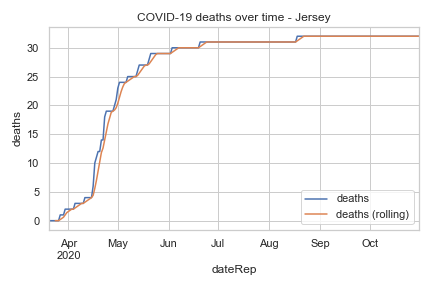 COVID-19 deaths over time - Jersey
deaths
30
25
20
15
10
5
0
Apr
2020
May
Jun
Jul
Aug
Sep
Oct
dateRep
deaths
deaths (rolling)